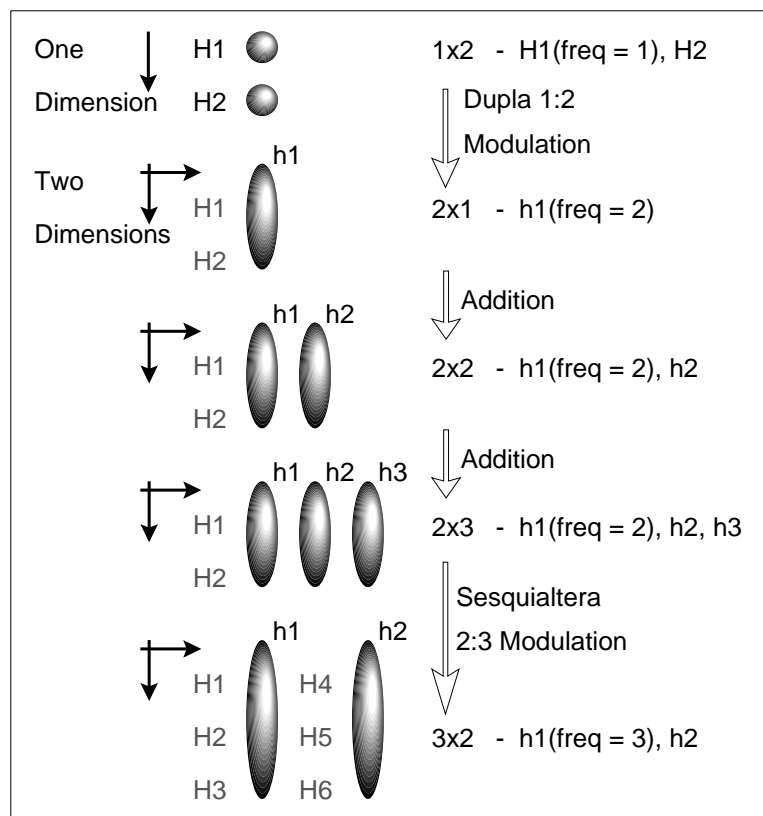 One H1 1x2 - H1(freq = 1), H2
Dimension H2 Dupla 1:2
Modulation
h1
Two
H1 2x1 - h1(freq = 2)
Dimensions
H2
Addition
h1 h2
H1 2x2 - h1(freq = 2), h2
H2
Addition
h1 h2 h3
H1 2x3 - h1(freq = 2), h2, h3
H2
Sesquialtera
h1 h2 2:3 Modulation
H1 H4
H2 H5 3x2 - h1(freq = 3), h2
H3 H6